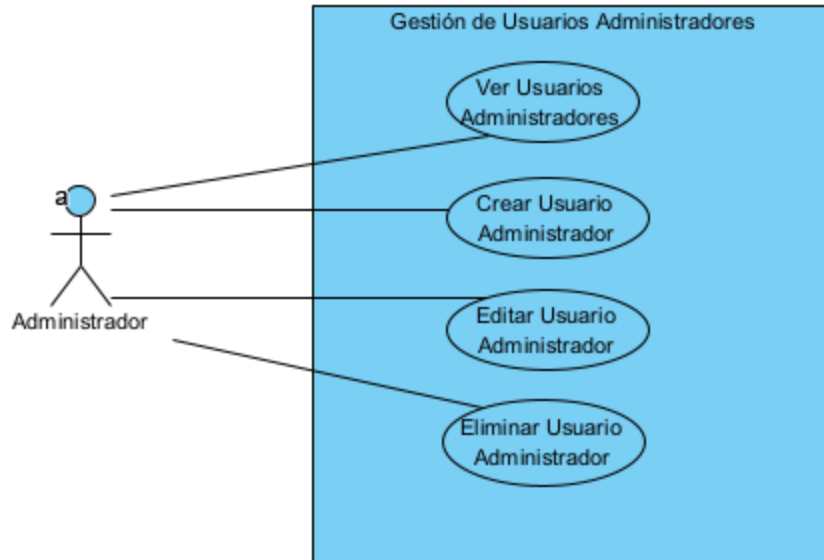 Gestión de Usuarios Administradores
Ver Usuarios
Administradores
a
Crear Usuario
Administrador
Editar Usuario
Administrador
Administrador
Eliminar Usuario
Administrador